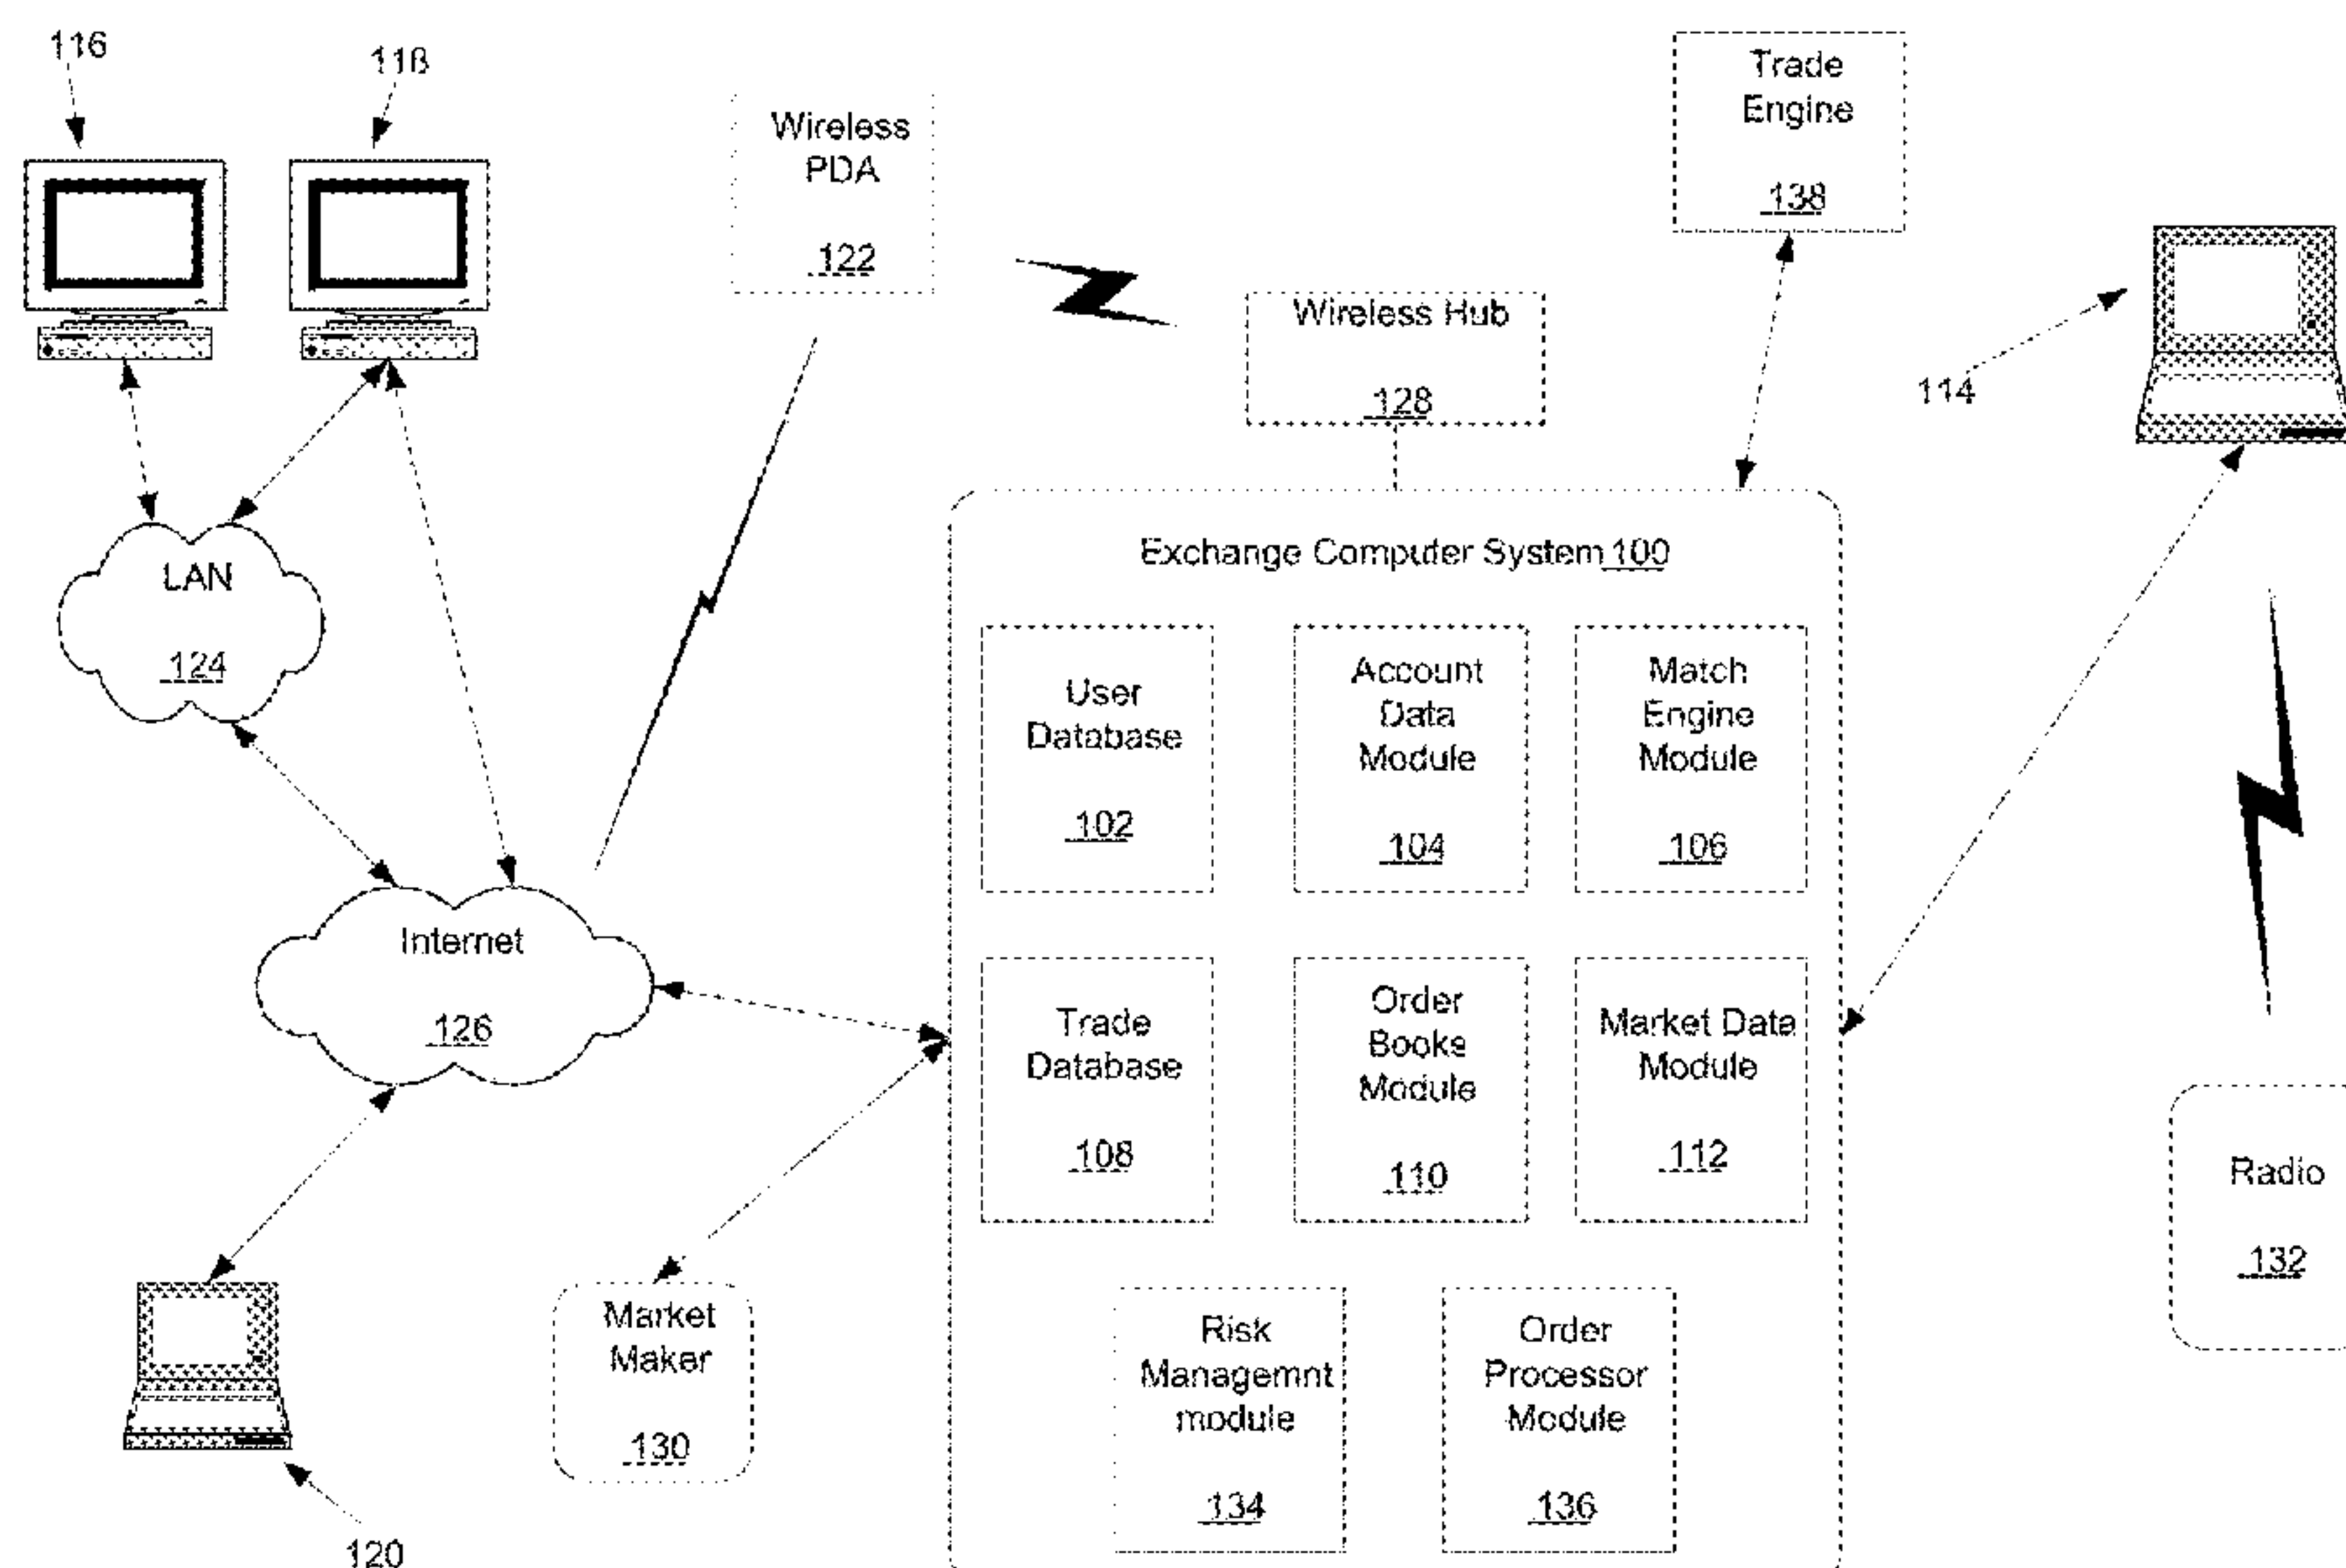 116
118
Wireless
PDA
122
Trade
Engine
138
Wireless Hub
128
114
LAN
124
Exchange Computer System 100
User
Database
102
Account
Data
Module
104
Match
Engine
Module
106
Internet
126
Trade
Database
108
Order
Books
Module
110
Market Data
Module
112
Radio
132
Market
Maker
130
Risk
Managemnt
module
134
Order
Processor
Module
136
120